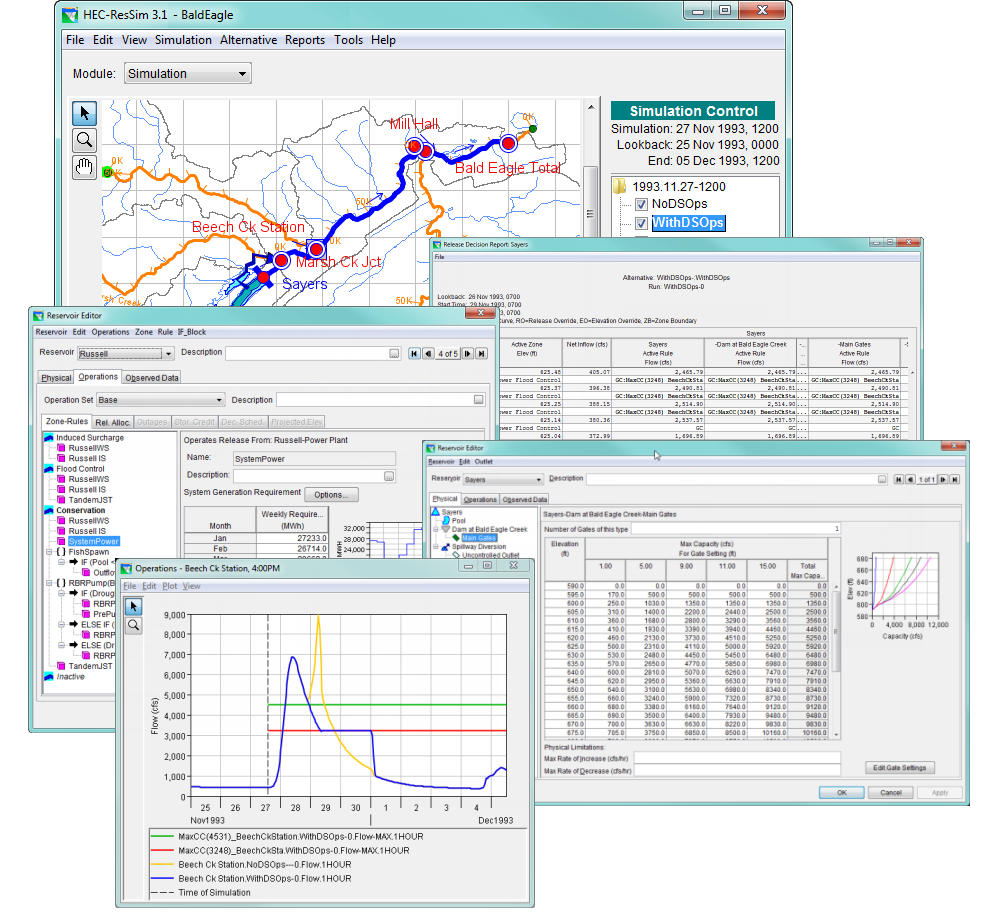 HEC-ResSim 3.1 - BaldEagle
File Edit View Simulation Alternative Reports Tools Help
Module: Simulation
0K
Mill Hall
0K
0K
Bald Eagle Total
50K
Beech Ck Station
0K
Marsh Ck Jct
Sayers
50K
Simulation Control
Simulation: 27 Nov 1993, 1200
Lookback: 25 Nov 1993, 0000
End: 05 Dec 1993, 1200
1993.11.27-1200
NoDSOps
WithDSOps
Release Decision Report: Sayers
File
Alternative: WithDSOps-:WithDSOps
Run: WithDSOps-0
Lookback: 26 Nov 1993, 0700
Start Time: 29 Nov 1993, 0700
Curve, RO=Release Override, EO=Elevation Override, ZB=Zone Boundary
Sayers
Active Zone Net Inflow (cfs) Sayers -Dam at Bald Eagle Creek -.. -Main Gates
Elev (ft) Active Rule Active Rule ... Active Rule
Flow (cfs) Flow (cfs) Flow (cfs)
625.48 405.07 2,465.79 2,465.79... 2,465.79
wer Flood Control GC:MaxCC(3248) BeechCkSta GC:MaxCC(3248) BeechCkSta GC:MaxCC(3248) BeechCkSta
625.37 396.38 2,490.81 2,490.81... 2,490.81
wer Flood Control GC:MaxCC(3248) BeechCkSta GC:MaxCC(3248) BeechCkSta GC:MaxCC(3248) BeechCkSta
625.25 388.15 2,514.90 2,514.90... 2,514.90
wer Flood Control GC:MaxCC(3248) BeechCkSta GC:MaxCC(3248) BeechCkSta GC:MaxCC(3248) BeechCkSta
625.14 380.36 2,537.79 2,537.79... 2,537.79
wer Flood Control GC GC GC
625.04 372.99 1,696.89 1,696.89... 1,696.89
Reservoir Editor
Reservoir Edit Operations Zone Rule IF_Block
Reservoir Russell Description ... 4 of 5
Physical Operations Observed Data
Operation Set Base Description
Zone-Rules Rel. Alloc. Outages Stor. Credit Dec. Sched. Projected Elev
Induced Surcharge
RussellWS
Russell IS
Flood Control
RussellWS
Russell IS
TandemJST
Conservation
RussellWS
Russell IS
SystemPower
{ } FishSpawn
IF (Pool <
Outflo
{ } RBRPump(B
IF (Droug
RBRP
PrePu
ELSE IF (
RBRP
ELSE (Dr
RBRP
TandemJST
Inactive
Operates Release From: Russell-Power Plant
Name: SystemPower
Description: ...
System Generation Requirement Options...
Month Weekly Require...
(MWh)
Jan 27233.0
Feb 26714.0
32,000
28,000
24,000
MWH
Reservoir Editor
Reservoir Edit Outlet
Reservoir Sayers Description ... 1 of 1
Physical Operations Observed Data
Sayers
Pool
Dam at Bald Eagle Creek
Main Gates
Spillway Diversion
Uncontrolled Outlet
Sayers-Dam at Bald Eagle Creek-Main Gates
Number of Gates of this type 1
Elevation Max Capacity (cfs)
(ft) For Gate Setting (ft)
1.00 5.00 9.00 11.00 15.00 Total
Max Capa...
590.0 0.0 0.0 0.0 0.0 0.0 0.0
595.0 170.0 500.0 500.0 500.0 500.0 500.0
600.0 250.0 1030.0 1350.0 1350.0 1350.0 1350.0
605.0 310.0 1400.0 2200.0 2440.0 2500.0 2500.0
610.0 360.0 1680.0 2800.0 3290.0 3560.0 3560.0
615.0 410.0 1930.0 3390.0 3940.0 4460.0 4460.0
620.0 460.0 2130.0 3730.0 4510.0 5250.0 5250.0
625.0 500.0 2310.0 4110.0 5000.0 5920.0 5920.0
630.0 530.0 2480.0 4450.0 5450.0 6480.0 6480.0
635.0 570.0 2650.0 4770.0 5850.0 6980.0 6980.0
640.0 600.0 2810.0 5070.0 6260.0 7470.0 7470.0
645.0 620.0 2950.0 5360.0 6630.0 7910.0 7910.0
650.0 640.0 3100.0 5630.0 6980.0 8340.0 8340.0
655.0 660.0 3240.0 5900.0 7320.0 8730.0 8730.0
660.0 680.0 3380.0 6160.0 7640.0 9120.0 9120.0
665.0 690.0 3500.0 6400.0 7930.0 9480.0 9480.0
670.0 700.0 3630.0 6630.0 8220.0 9830.0 9830.0
675.0 705.0 3750.0 6850.0 8500.0 10160.0 10160.0
Physical Limitations:
Max Rate of Increase (cfs/hr)
Max Rate of Decrease (cfs/hr)
680
660
640
620
600
580
Elev (ft)
0 4,000 8,000 12,000
Capacity (cfs)
Edit Gate Settings
OK Cancel Apply
Operations - Beech Ck Station, 4:00PM
File Edit Plot View
9,000
8,000
7,000
6,000
5,000
4,000
3,000
2,000
1,000
0
Flow (cfs)
25 26 27 28 29 30 1 2 3 4
Nov1993 Dec1993
MaxCC(4531)_BeechCkStation.WithDSOps-0.Flow-MAX.1HOUR
MaxCC(3248)_BeechCkSta.WithDSOps-0.Flow-MAX.1HOUR
Beech Ck Station.NoDSOps---0.Flow.1HOUR
Beech Ck Station.WithDSOps-0.Flow.1HOUR
Time of Simulation